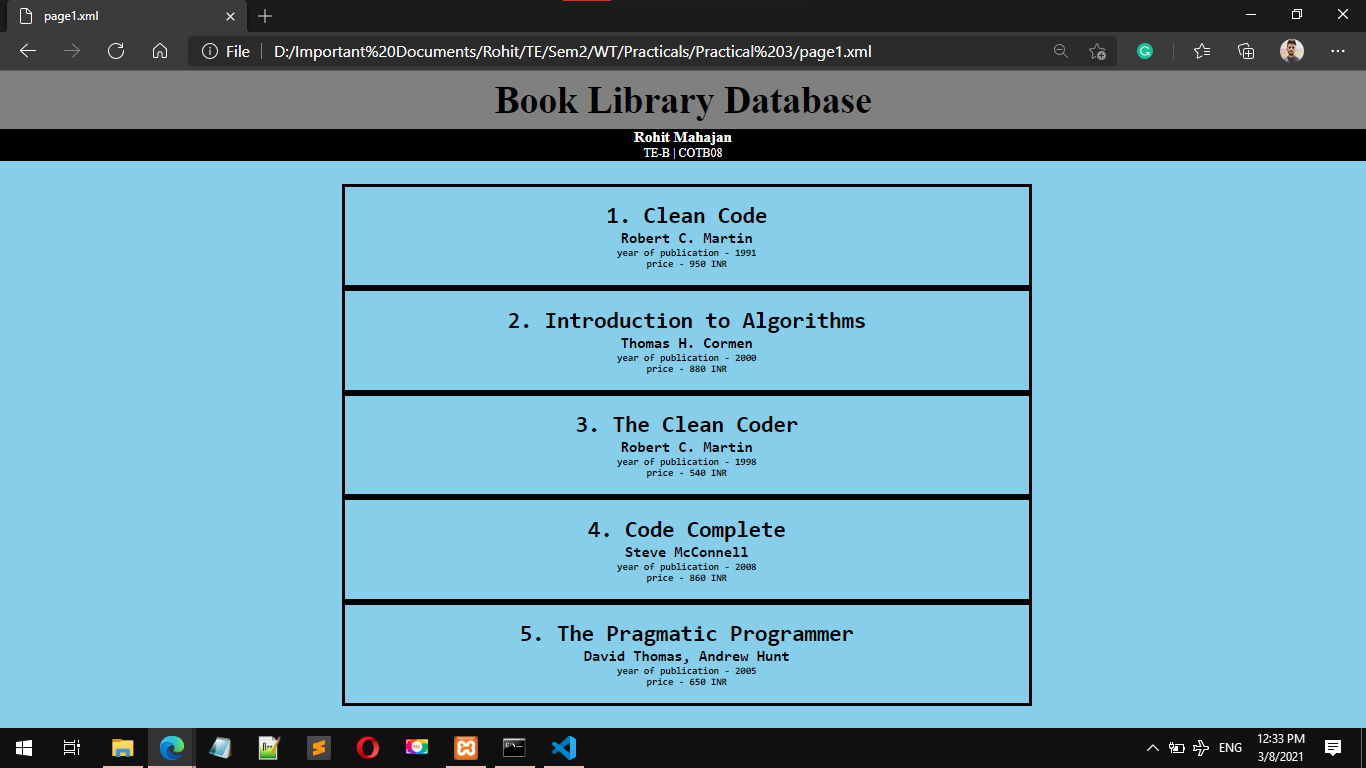 page1.xml
File
D:/Important%20Documents/Rohit/TE/Sem2/WT/Practicals/Practical%203/page1.xml
Book Library Database
Rohit Mahajan
TE-B | COTB08
1. Clean Code
Robert C. Martin
year of publication - 1991
price - 950 INR
2. Introduction to Algorithms
Thomas H. Cormen
year of publication - 2000
price - 880 INR
3. The Clean Coder
Robert C. Martin
year of publication - 1998
price - 540 INR
4. Code Complete
Steve McConnell
year of publication - 2008
price - 860 INR
5. The Pragmatic Programmer
David Thomas, Andrew Hunt
year of publication - 2005
price - 650 INR
ENG
12:33 PM
3/8/2021